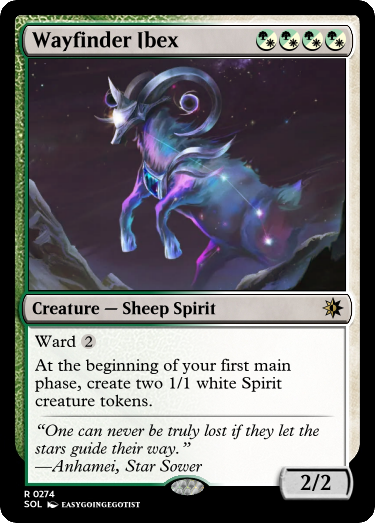 Wayfinder Ibex
Creature — Sheep Spirit
Ward 2
At the beginning of your first main
phase, create two 1/1 white Spirit
creature tokens.
“One can never be truly lost if they let the
stars guide their way.”
—Anhamei, Star Sower
2/2
R 0274
SOL EASYGOINGEGOTIST